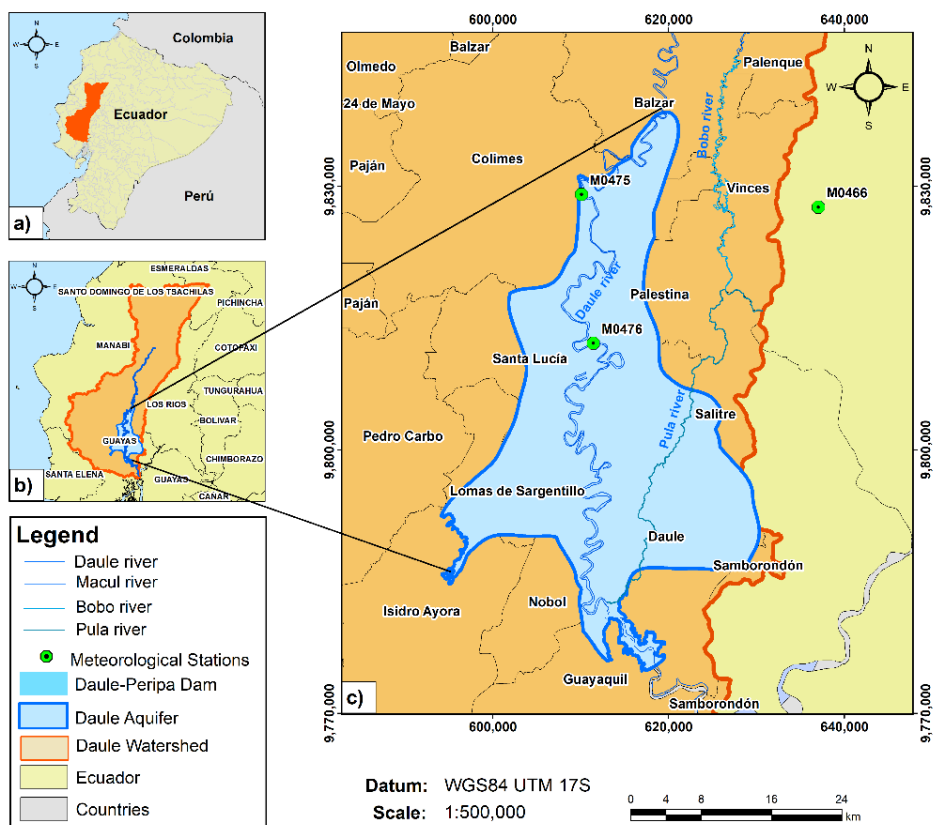 N
W E
S
Colombia
Ecuador
Perú
a)
N
W E
S
ESMERALDAS
SANTO DOMINGO DE LOS TSACHILAS
PICHINCHA
MANABI
COTOPAXI
TUNGURAHUA
LOS RIOS
BOLIVAR
GUAYAS
CHIMBORAZO
SANTA ELENA
GUAYAS
CAÑAR
b)
Legend
Daule river
Macul river
Bobo river
Pula river
Meteorological Stations
Daule-Peripa Dam
Daule Aquifer
Daule Watershed
Ecuador
Countries
600,000 620,000 640,000
9,830,000
9,800,000
9,770,000
N
W E
S
Balzar
Olmedo
Palenque
24 de Mayo
Balzar
Bobo river
Paján
Colimes
M0475
Vinces
M0466
Daule river
Paján
Palestina
M0476
Santa Lucía
Pula river
Salitre
Pedro Carbo
Lomas de Sargentillo
Daule
Samborondón
Isidro Ayora
Nobol
Guayaquil
Samborondón
c)
9,830,000
9,800,000
9,770,000
600,000 620,000 640,000
Datum: WGS84 UTM 17S
Scale: 1:500,000
0 4 8 16 24
km